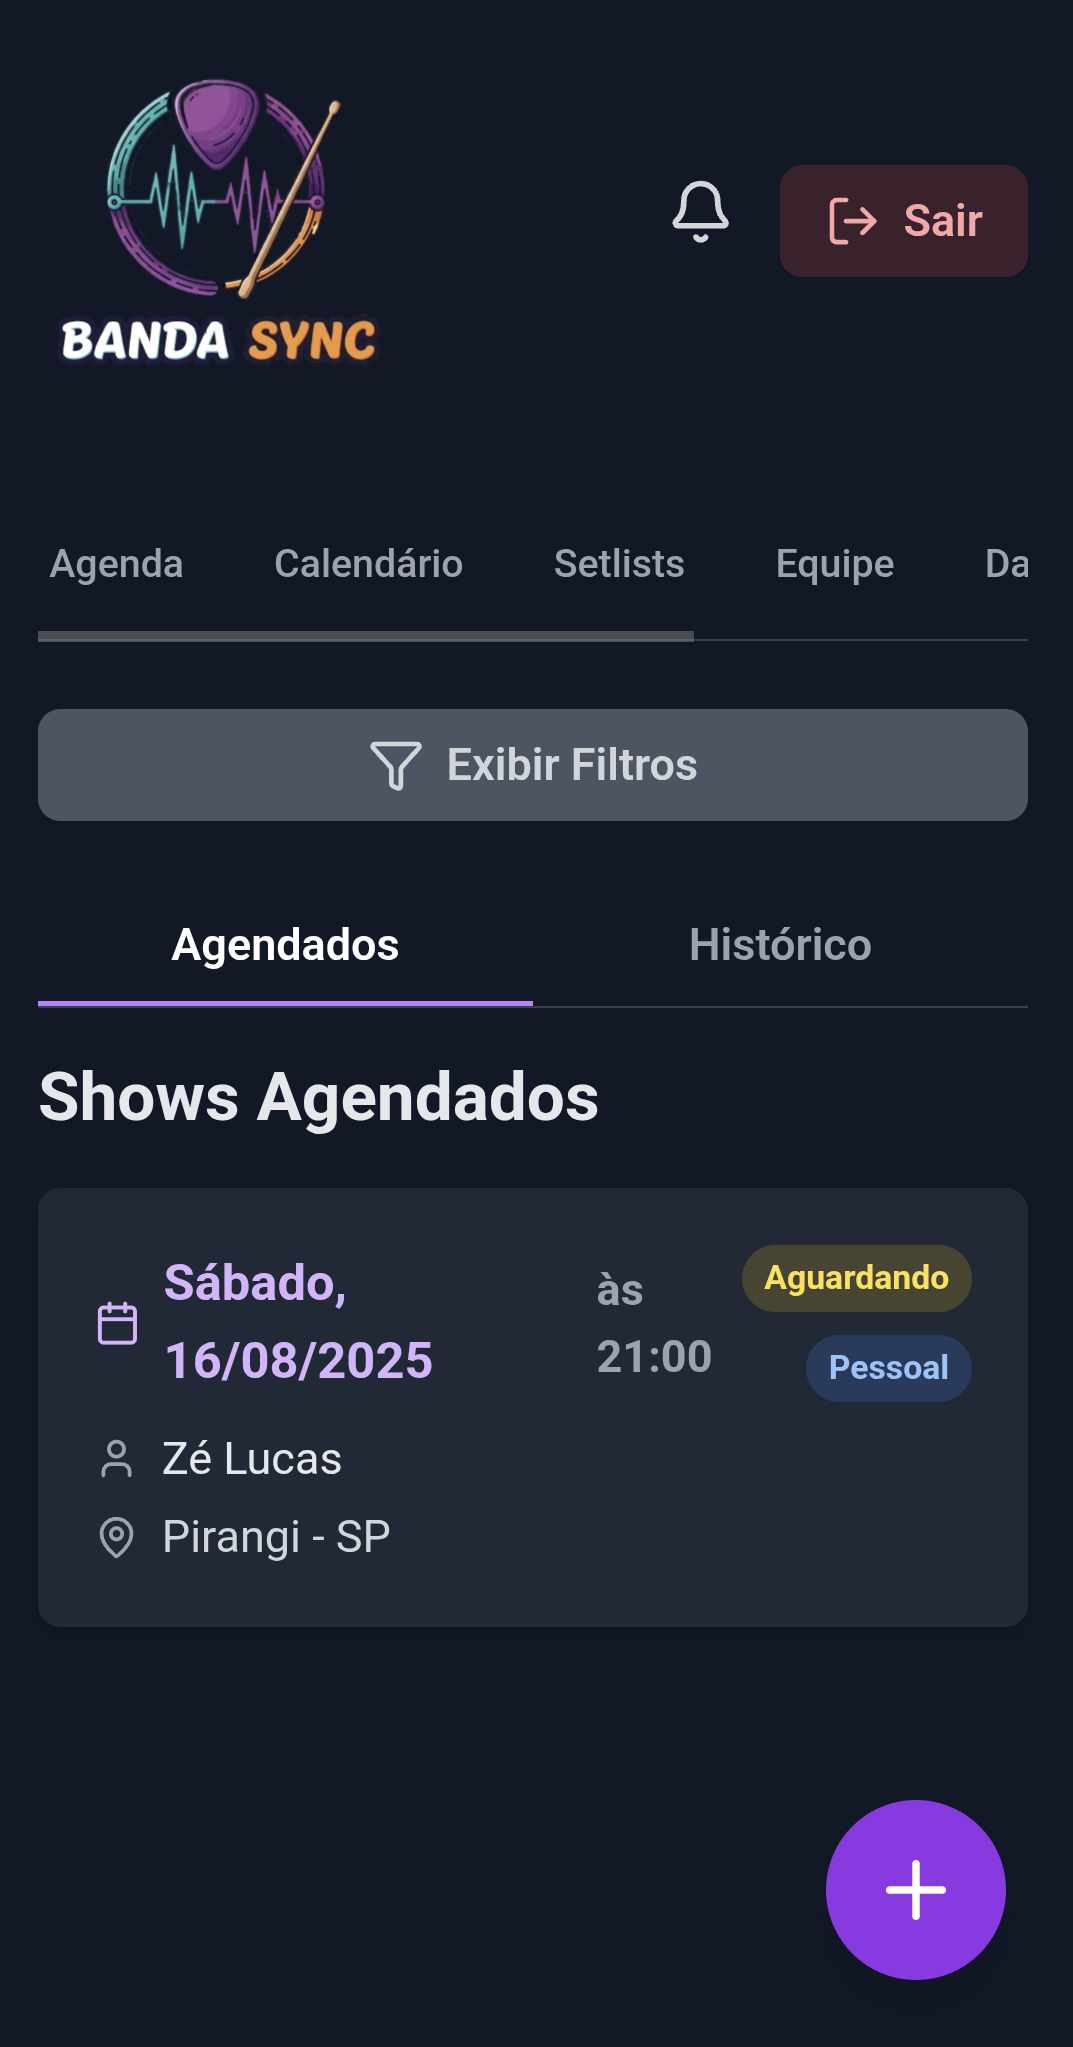 BANDA SYNC
Sair
Agenda Calendário Setlists Equipe Da
Exibir Filtros
Agendados Histórico
Shows Agendados
Sábado,
16/08/2025
às
21:00
Aguardando
Pessoal
Zé Lucas
Pirangi - SP